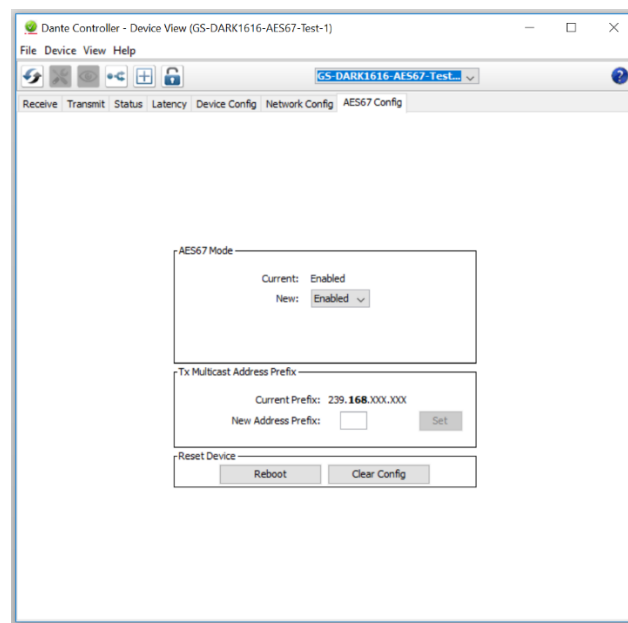 Dante Controller - Device View (GS-DARK1616-AES67-Test-1)
File Device View Help
GS-DARK1616-AES67-Test...
Receive Transmit Status Latency Device Config Network Config AES67 Config
AES67 Mode
Current: Enabled
New: Enabled
Tx Multicast Address Prefix
Current Prefix: 239.168.XXX.XXX
New Address Prefix: Set
Reset Device
Reboot Clear Config